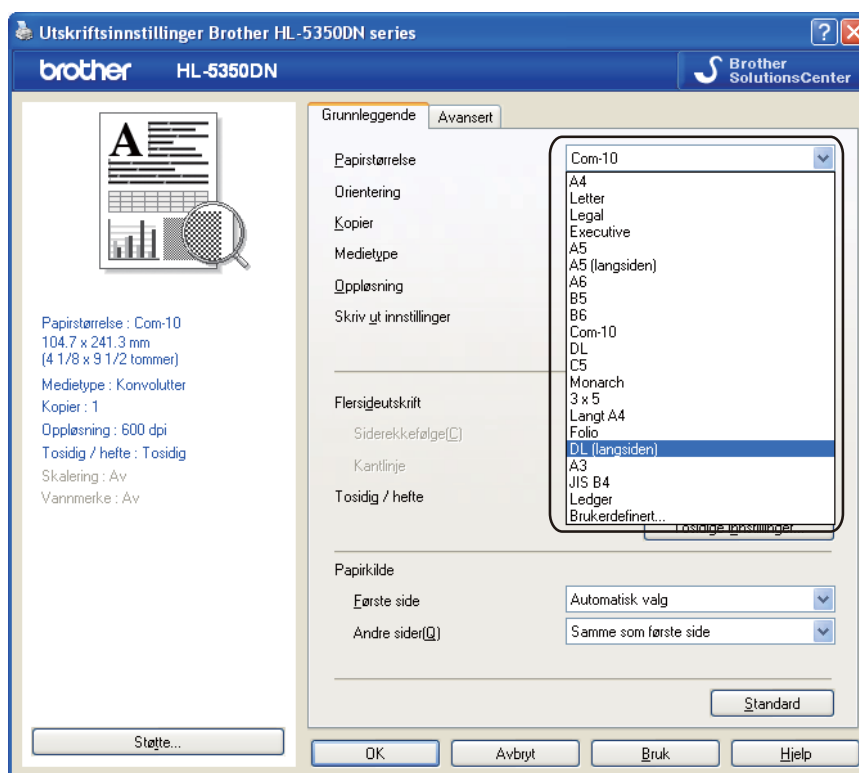 Utskriftsinnstillinger Brother HL-5350DN series
brother HL-5350DN
Brother
SolutionsCenter
A
Papirstørrelse : Com-10
104.7 x 241.3 mm
(4 1/8 x 9 1/2 tommer)
Medietype : Konvolutter
Kopier : 1
Oppløsning : 600 dpi
Tosidig / hefte : Tosidig
Skalering : Av
Vannmerke : Av
Støtte...
Grunnleggende Avansert
Papirstørrelse Com-10
Orientering
Kopier
Medietype
Oppløsning
Skriv ut innstillinger
A4
Letter
Legal
Executive
A5
A5 (langsiden)
A6
B5
B6
Com-10
DL
C5
Monarch
3 x 5
Langt A4
Folio
DL (langsiden)
A3
JIS B4
Ledger
Brukerdefinert...
Flersideutskrift
Siderekkefølge(C)
Kantlinje
Tosidig / hefte
Tosidige innstillinger...
Papirkilde
Første side Automatisk valg
Andre sider(Q) Samme som første side
Standard
OK Avbryt Bruk Hjelp